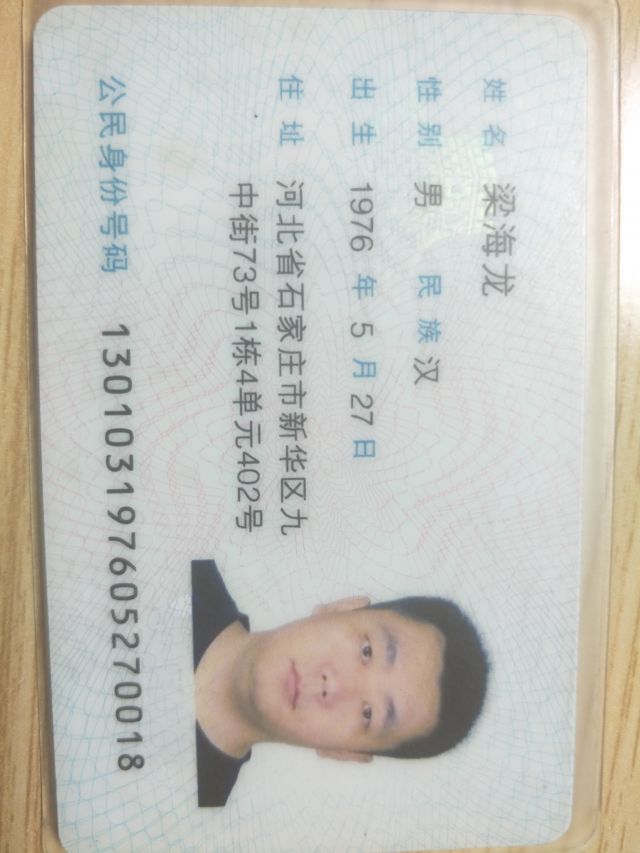 姓名 梁海龙
性别 男 民族 汉
出生 1976 年 5 月 27 日
住址 河北省石家庄市新华区九
中街73号1栋4单元402号
公民身份号码 130103197605270018